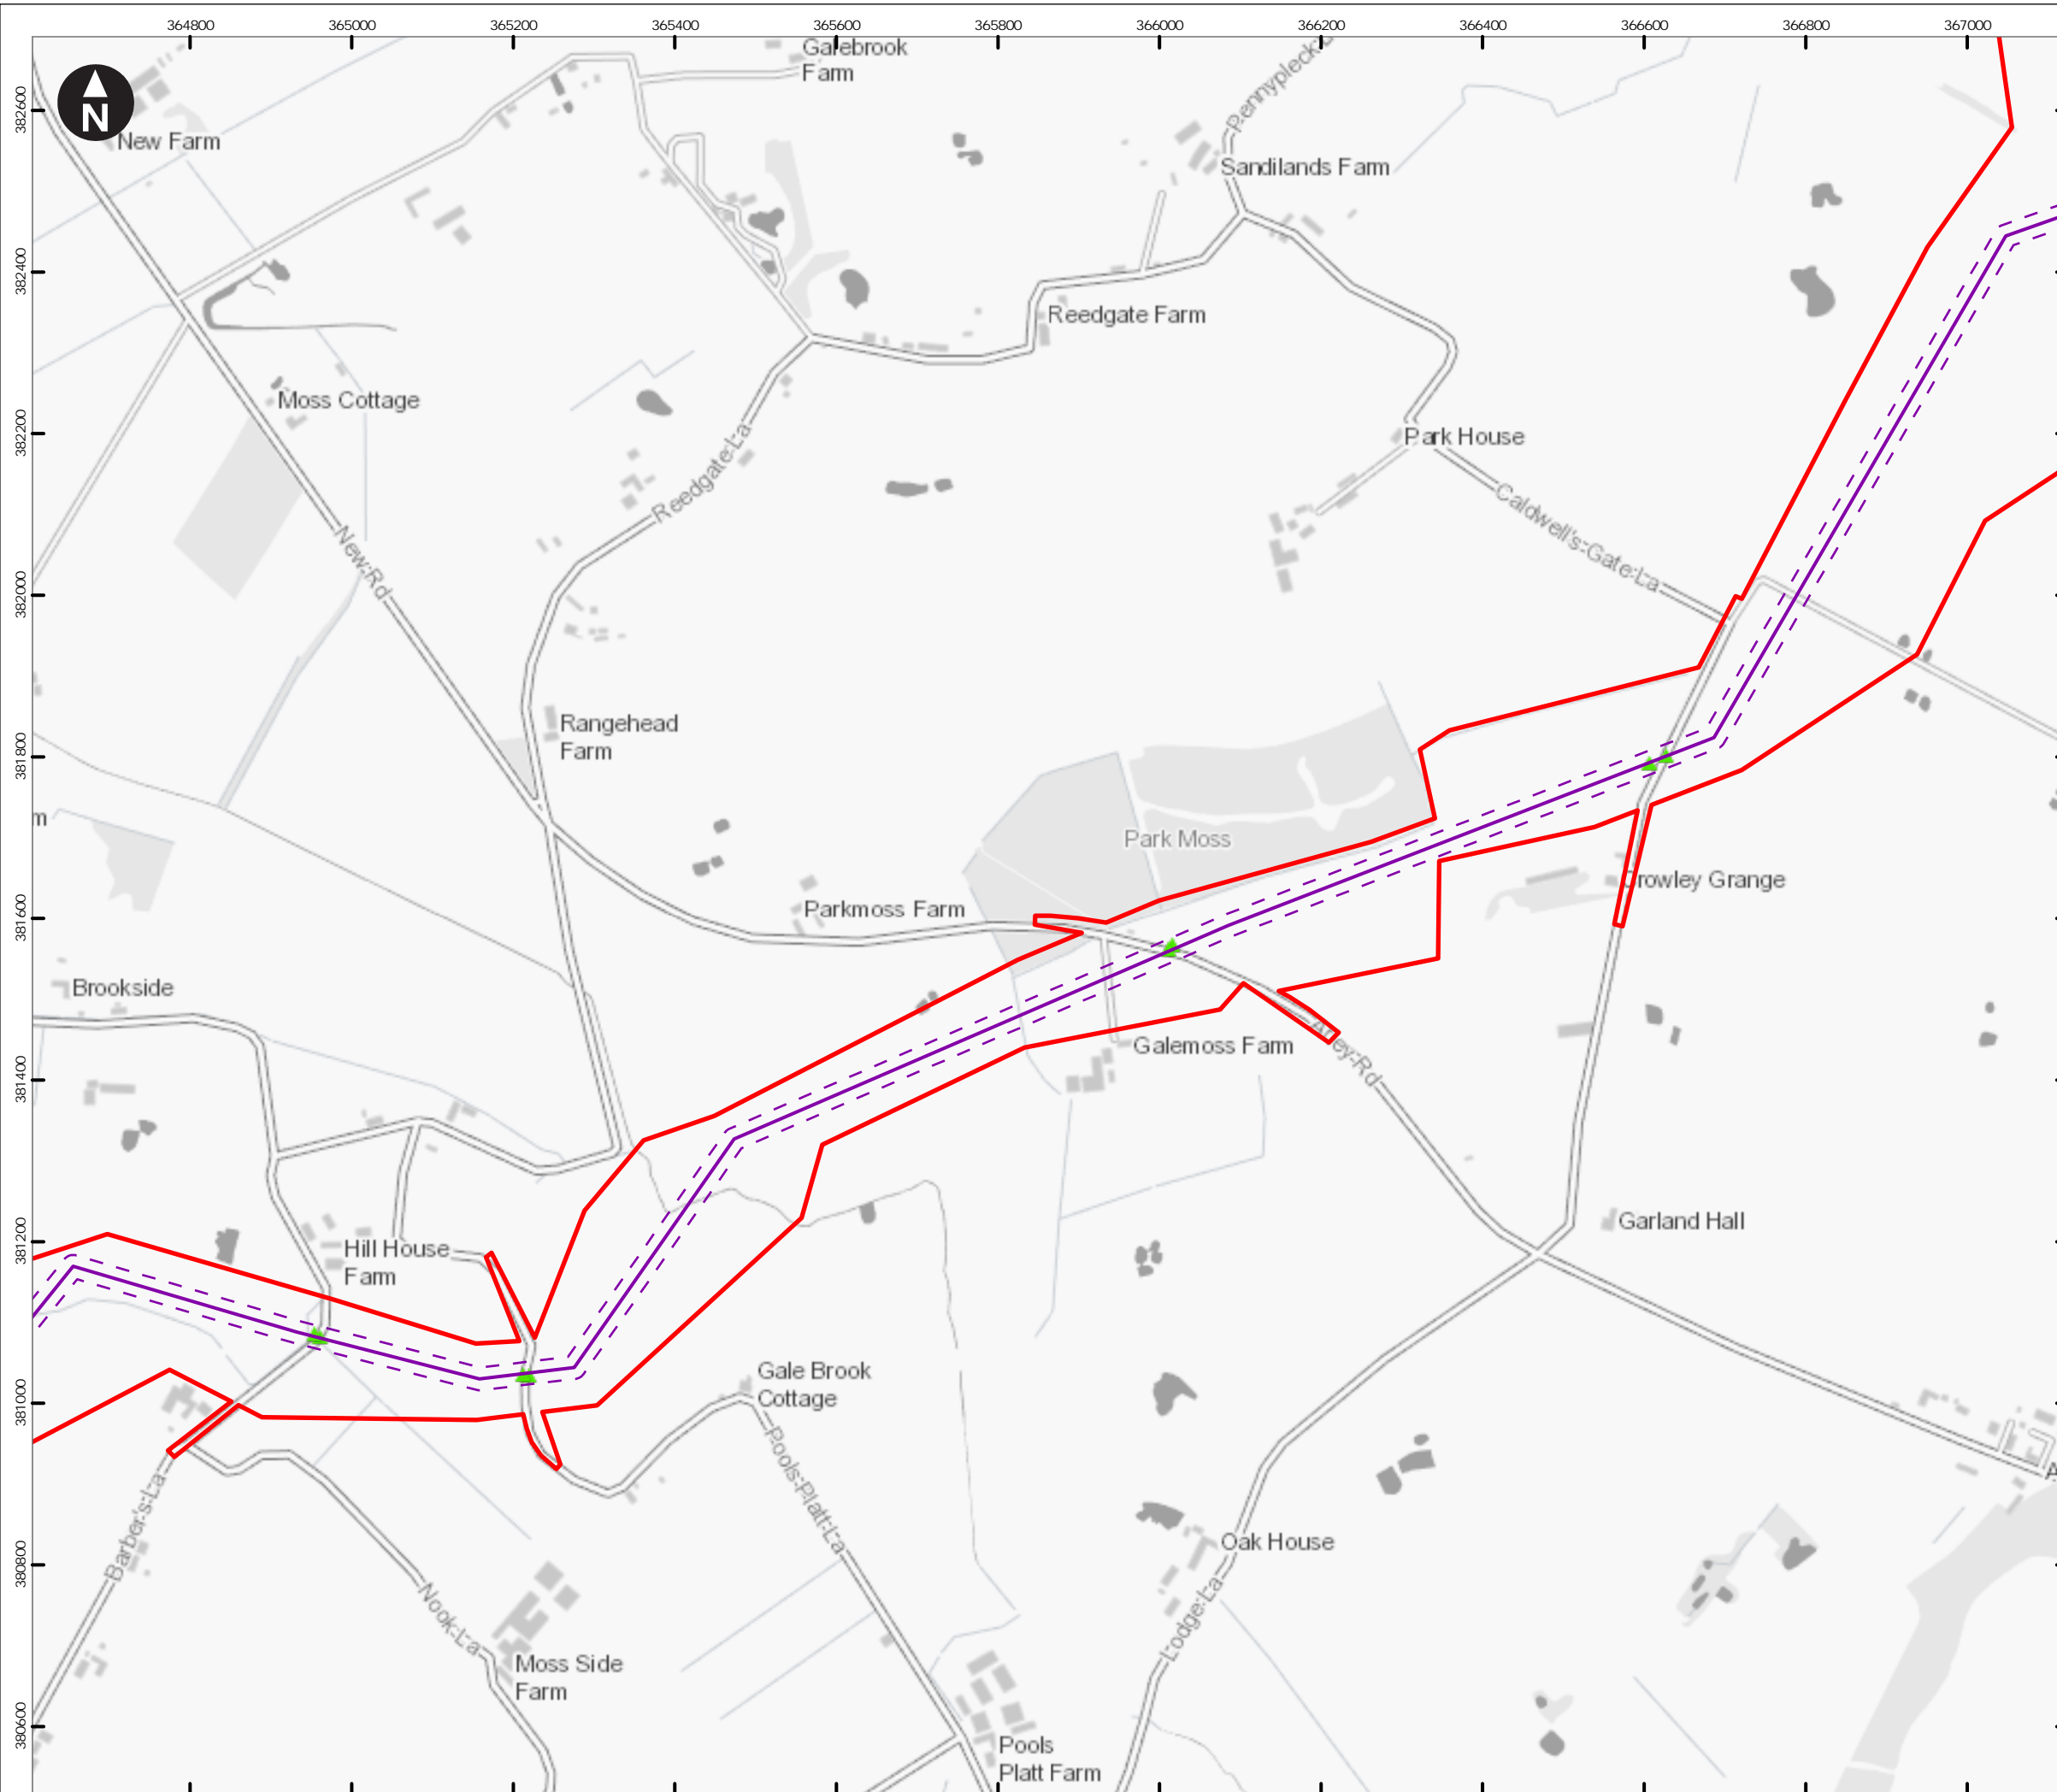 364800 365000 365200 365400 365600 365800 366000 366200 366400 366600 366800 367000
382600
382400
382200
382000
381800
381600
381400
381200
381000
380800
380600
N
Galebrook
Farm
New Farm
Sandilands Farm
Reedgate Farm
Moss Cottage
Park House
Reedgate La
Caldwell's Gate La
New Rd
Rangehead
Farm
m
Park Moss
Parkmoss Farm
Crowley Grange
Brookside
Galemoss Farm
Arley Rd
Garland Hall
Hill House
Farm
Gale Brook
Cottage
Pools Platt La
Barber's La
A
Oak House
Nook La
Lodge La
Moss Side
Farm
Pools
Platt Farm